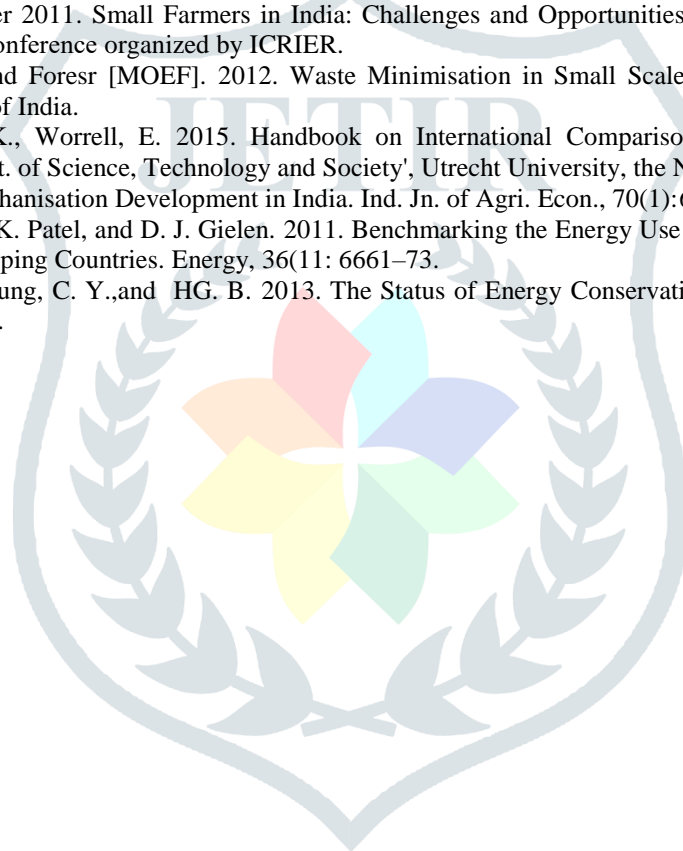 er 2011. Small Farmers in India: Challenges and Opportunities
onference organized by ICRIER.
nd Foresr [MOEF]. 2012. Waste Minimisation in Small Scale
of India.
K., Worrell, E. 2015. Handbook on International Compariso
t. of Science, Technology and Society', Utrecht University, the N
hanisation Development in India. Ind. Jn. of Agri. Econ., 70(1):6
K. Patel, and D. J. Gielen. 2011. Benchmarking the Energy Use
ping Countries. Energy, 36(11: 6661–73.
ung, C. Y.,and HG. B. 2013. The Status of Energy Conservati
.
JETIR